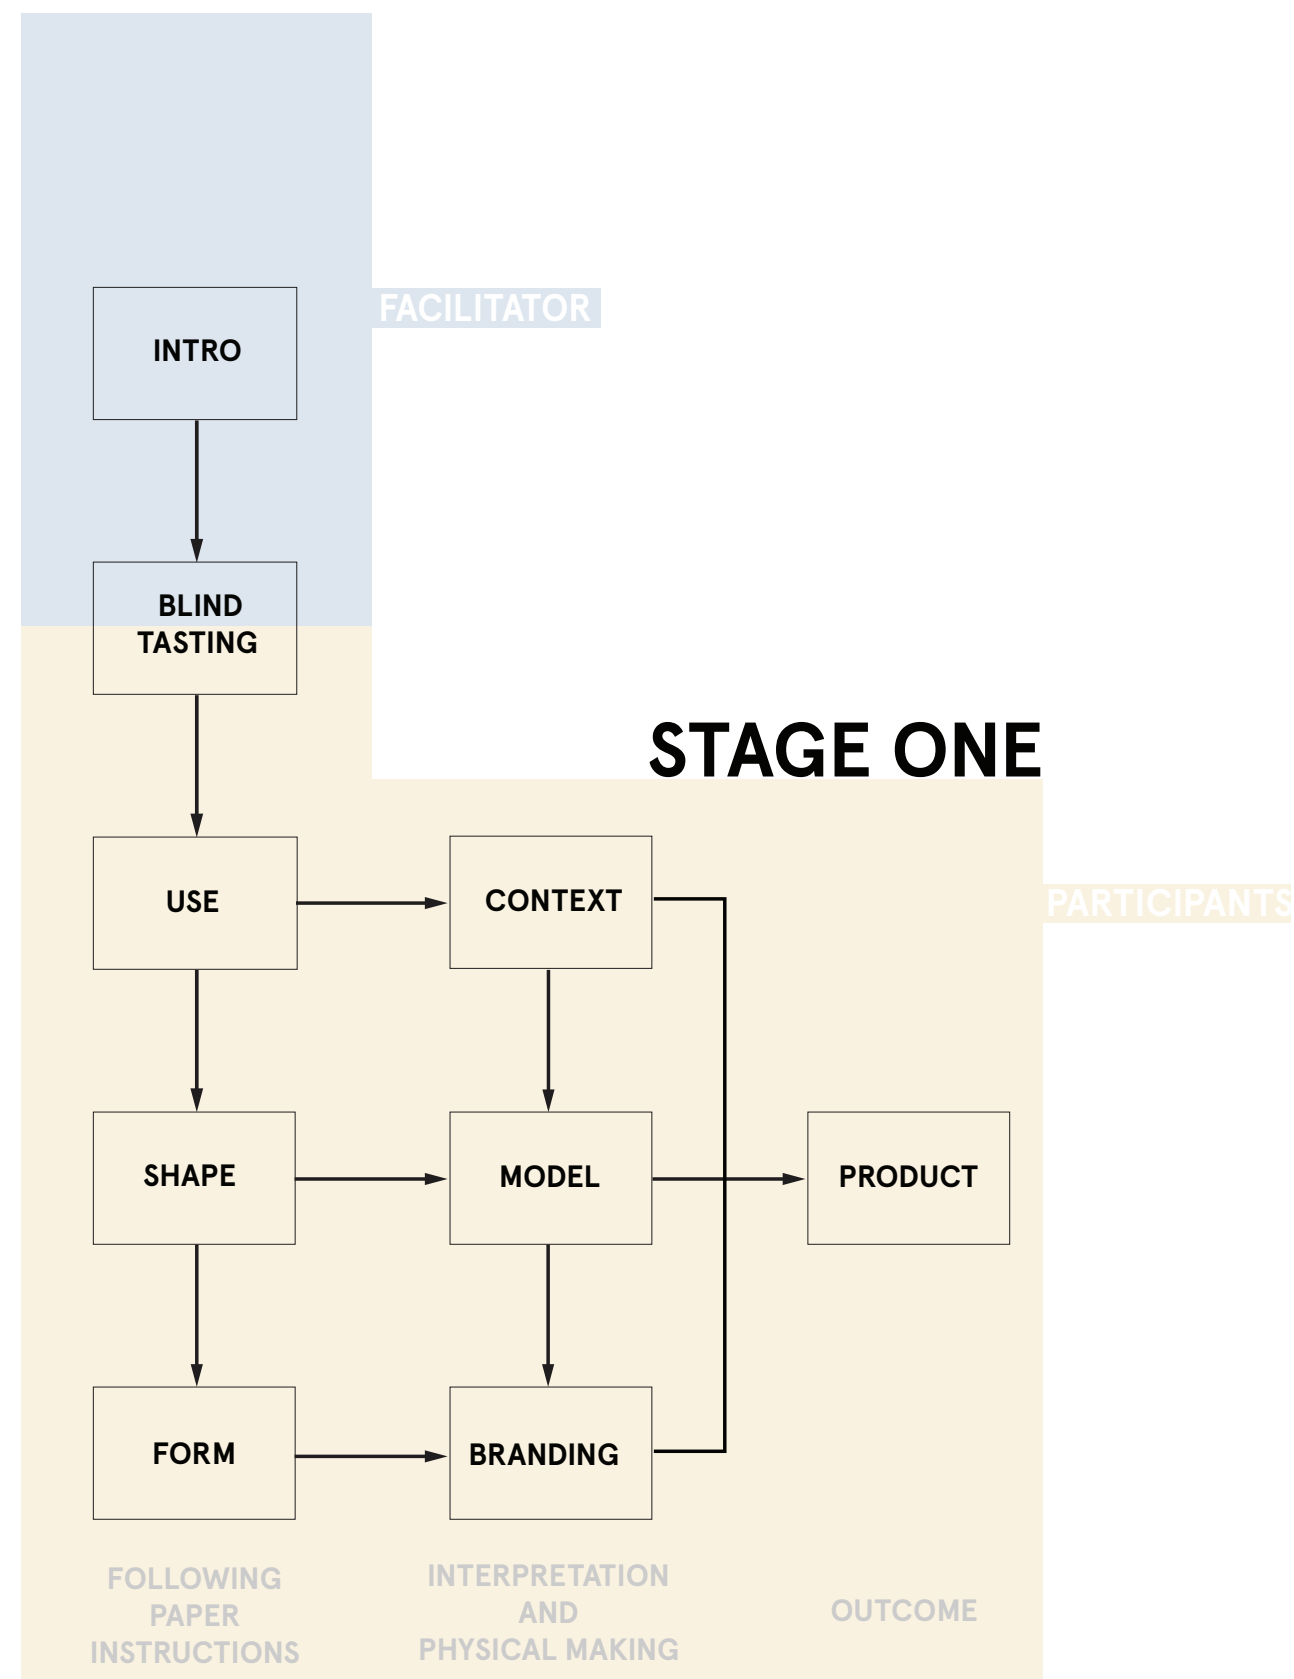 FACILITATOR
INTRO
BLIND
TASTING
STAGE ONE
USE
CONTEXT
PARTICIPANTS
SHAPE
MODEL
PRODUCT
FORM
BRANDING
FOLLOWING
PAPER
INSTRUCTIONS
INTERPRETATION
AND
PHYSICAL MAKING
OUTCOME